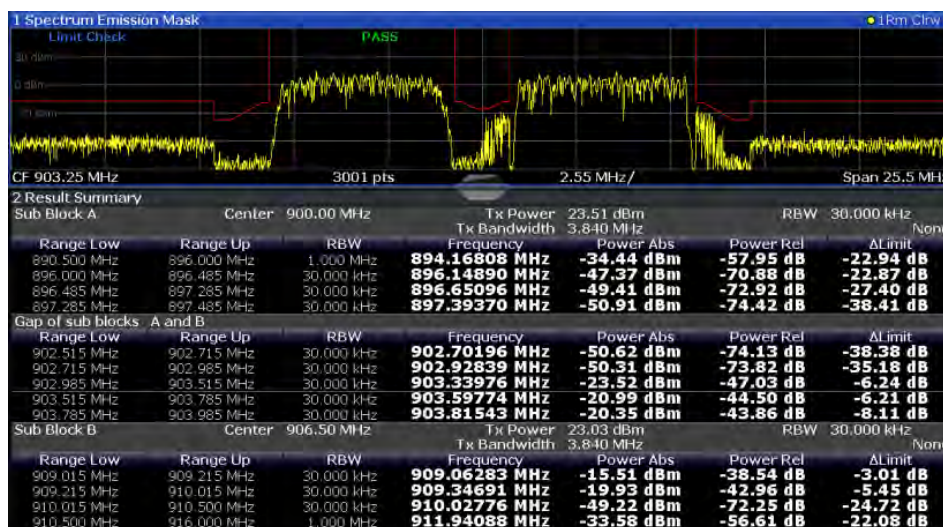 1 Spectrum Emission Mask 1Rm Clrw
Limit Check PASS
0 dBm
CF 903.25 MHz 3001 pts 2.55 MHz/ Span 25.5 MH
2 Result Summary
Sub Block A Center 900.00 MHz Tx Power 23.51 dBm RBW 30.000 kHz
Tx Bandwidth 3.840 MHz Non
Range Low Range Up RBW Frequency Power Abs Power Rel ΔLimit
890.500 MHz 896.000 MHz 1.000 MHz 894.16808 MHz -34.44 dBm -57.95 dB -22.94 dB
896.000 MHz 896.485 MHz 30.000 kHz 896.14890 MHz -47.37 dBm -70.88 dB -22.87 dB
896.485 MHz 897.285 MHz 30.000 kHz 896.65096 MHz -49.41 dBm -72.92 dB -27.40 dB
897.285 MHz 897.485 MHz 30.000 kHz 897.39370 MHz -50.91 dBm -74.42 dB -38.41 dB
Gap of sub blocks A and B
Range Low Range Up RBW Frequency Power Abs Power Rel ΔLimit
902.515 MHz 902.715 MHz 30.000 kHz 902.70196 MHz -50.62 dBm -74.13 dB -38.38 dB
902.715 MHz 902.985 MHz 30.000 kHz 902.92839 MHz -50.31 dBm -73.82 dB -35.18 dB
902.985 MHz 903.515 MHz 30.000 kHz 903.33976 MHz -23.52 dBm -47.03 dB -6.24 dB
903.515 MHz 903.785 MHz 30.000 kHz 903.59774 MHz -20.99 dBm -44.50 dB -6.21 dB
903.785 MHz 903.985 MHz 30.000 kHz 903.81543 MHz -20.35 dBm -43.86 dB -8.11 dB
Sub Block B Center 906.50 MHz Tx Power 23.03 dBm RBW 30.000 kHz
Tx Bandwidth 3.840 MHz Non
Range Low Range Up RBW Frequency Power Abs Power Rel ΔLimit
909.015 MHz 909.215 MHz 30.000 kHz 909.06283 MHz -15.51 dBm -38.54 dB -3.01 dB
909.215 MHz 910.015 MHz 30.000 kHz 909.34691 MHz -19.93 dBm -42.96 dB -5.45 dB
910.015 MHz 910.500 MHz 30.000 kHz 910.02776 MHz -49.22 dBm -72.25 dB -24.72 dB
910.500 MHz 916.000 MHz 1.000 MHz 911.94088 MHz -33.58 dBm -56.61 dB -22.08 dB